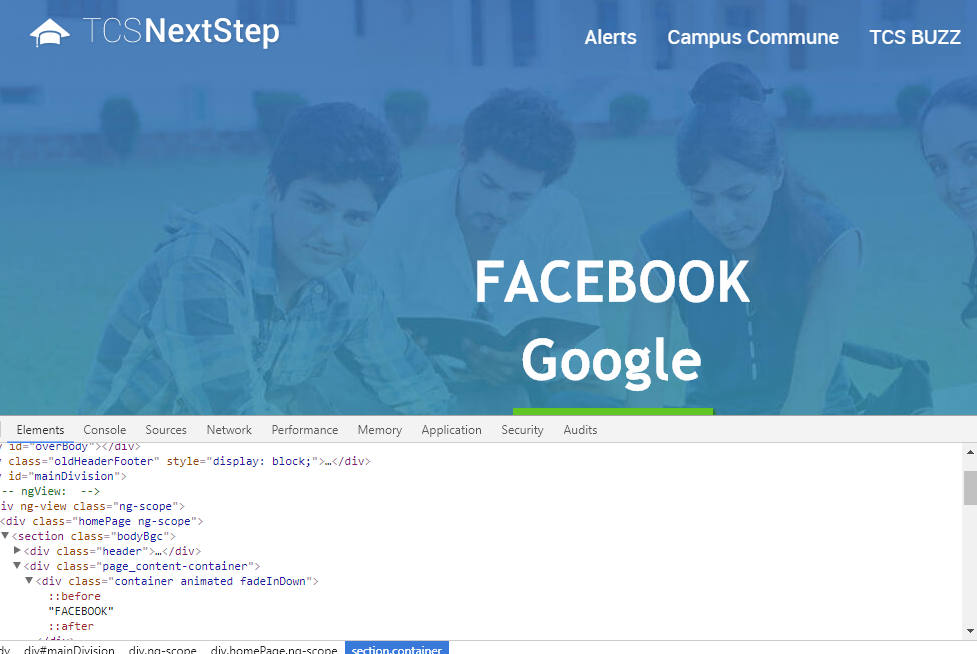 TCSNextStep
Alerts Campus Commune TCS BUZZ
FACEBOOK
Google
Elements Console Sources Network Performance Memory Application Security Audits
id="overBody"></div>
class="oldHeaderFooter" style="display: block;">…</div>
id="mainDivision">
-- ngView: -->
iv ng-view class="ng-scope">
<div class="homePage ng-scope">
▼<section class="bodyBgc">
▶<div class="header">…</div>
▼<div class="page_content-container">
▼<div class="container animated fadeInDown">
::before
"FACEBOOK"
::after
</div>
dy div#mainDivision div.ng-scope div.homePage.ng-scope section.container